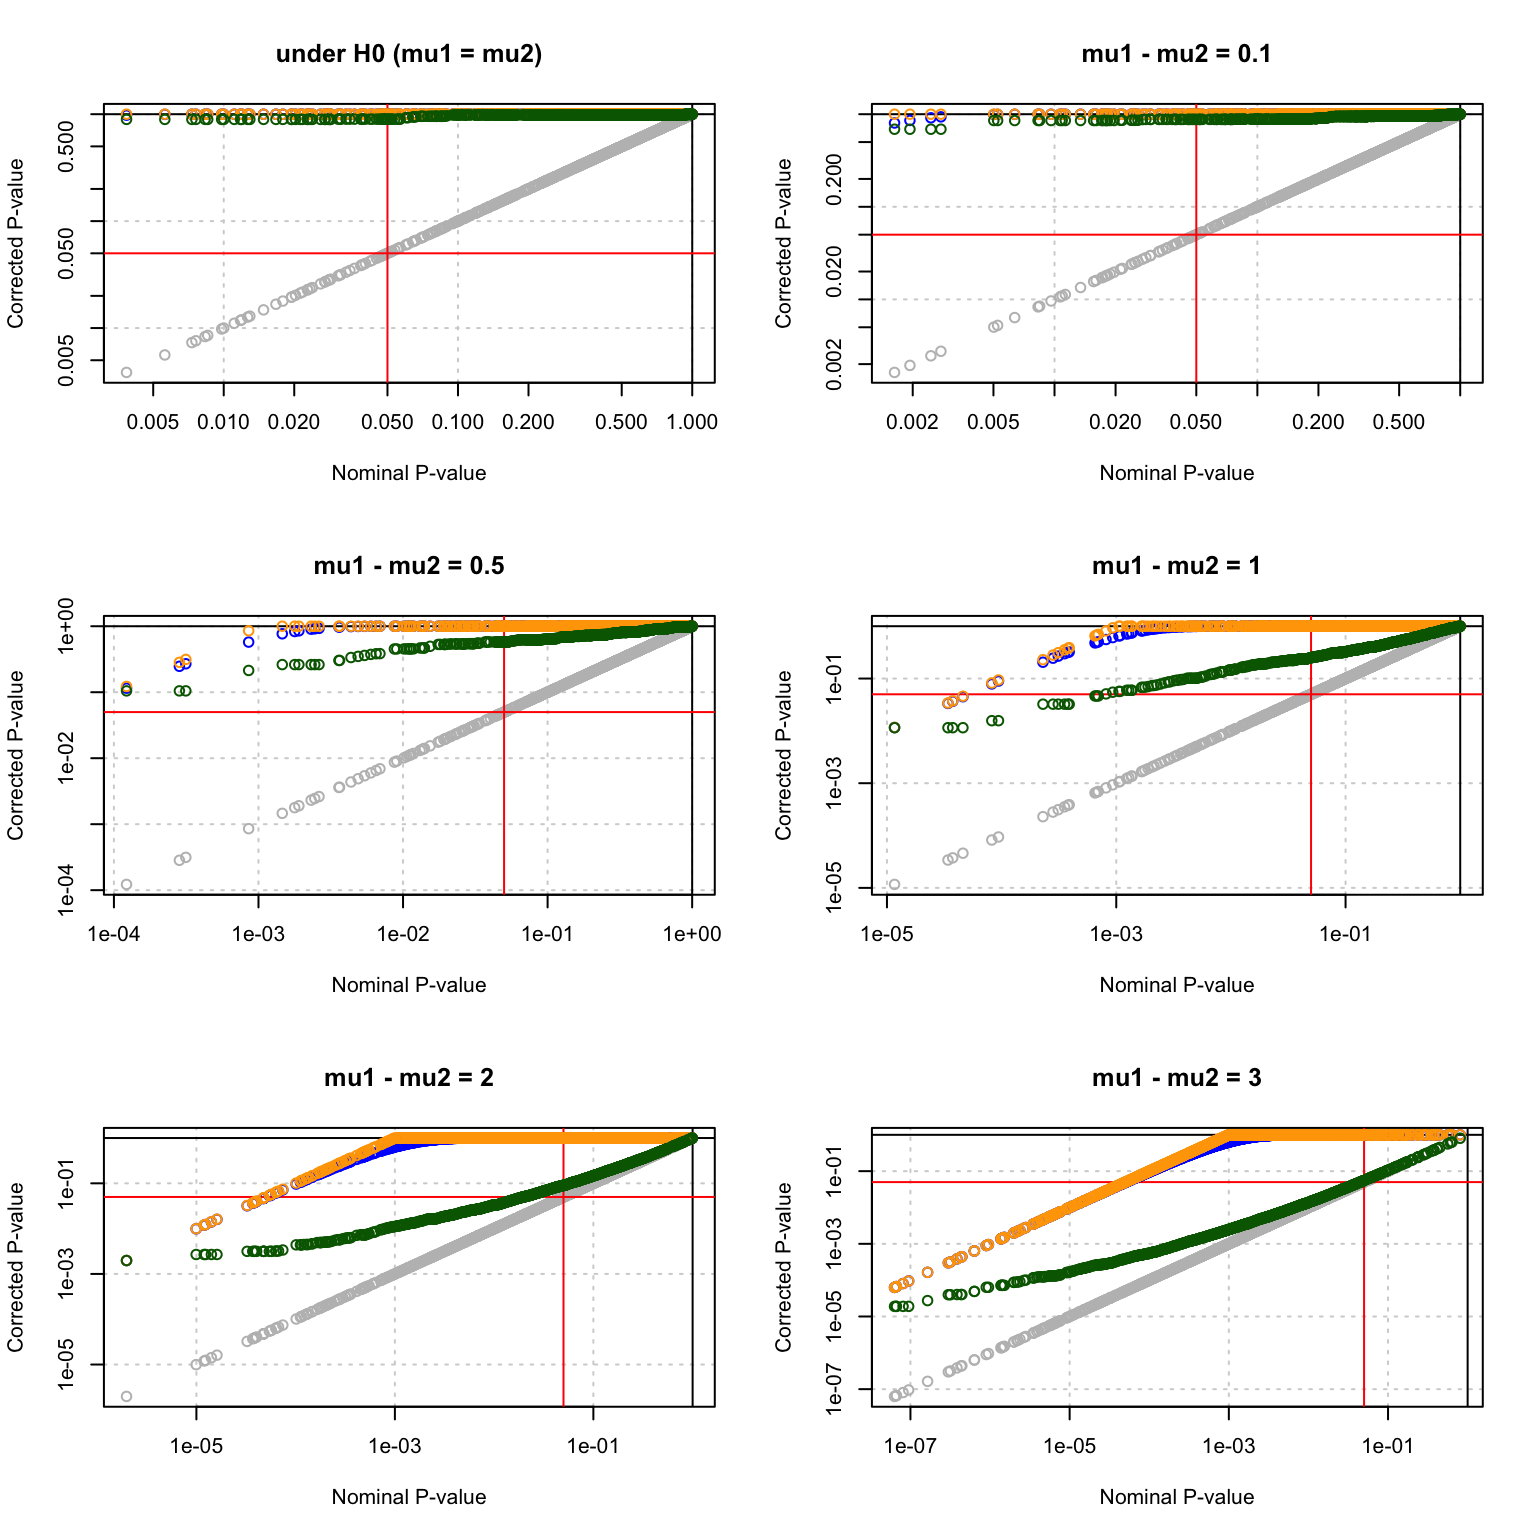 under H0 (mu1 = mu2)
Corrected P-value
0.005 0.050 0.500
0.005 0.010 0.020 0.050 0.100 0.200 0.500 1.000
Nominal P-value
mu1 - mu2 = 0.1
Corrected P-value
0.002 0.020 0.200
0.002 0.005 0.020 0.050 0.200 0.500
Nominal P-value
mu1 - mu2 = 0.5
Corrected P-value
1e-04 1e-02 1e+00
1e-04 1e-03 1e-02 1e-01 1e+00
Nominal P-value
mu1 - mu2 = 1
Corrected P-value
1e-05 1e-03 1e-01
1e-05 1e-03 1e-01
Nominal P-value
mu1 - mu2 = 2
Corrected P-value
1e-05 1e-03 1e-01
1e-05 1e-03 1e-01
Nominal P-value
mu1 - mu2 = 3
Corrected P-value
1e-07 1e-05 1e-03 1e-01
1e-07 1e-05 1e-03 1e-01
Nominal P-value